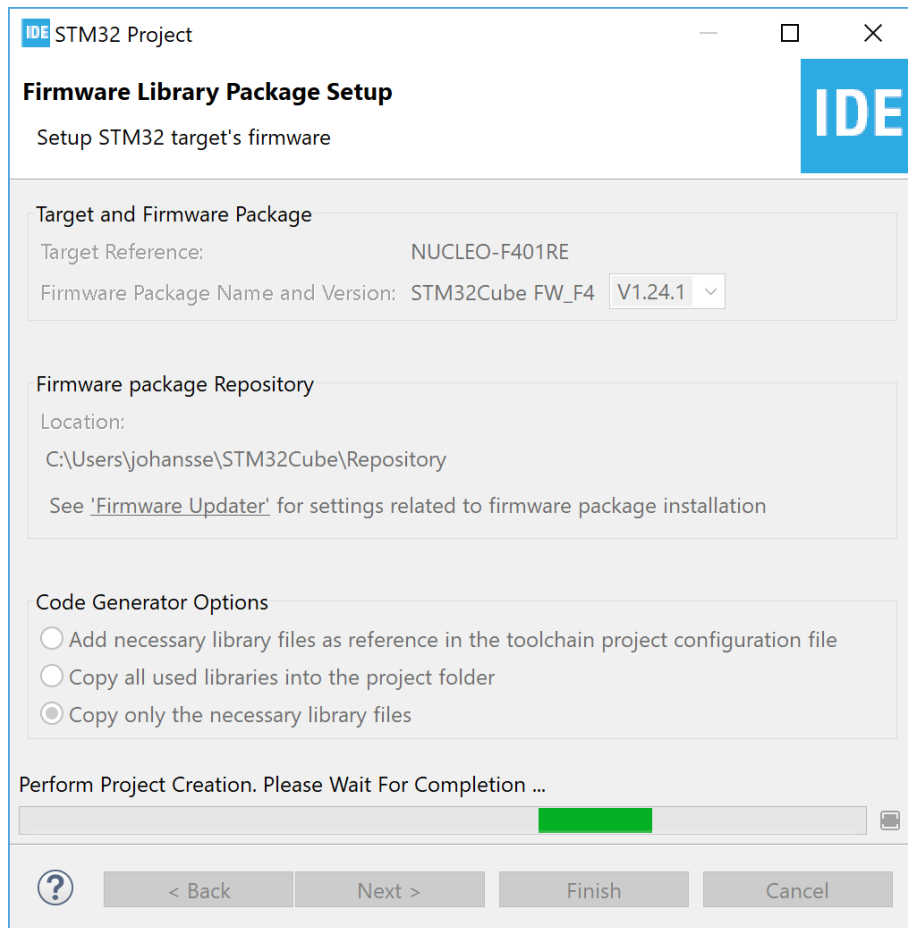 IDE STM32 Project
Firmware Library Package Setup
Setup STM32 target's firmware
IDE
Target and Firmware Package
Target Reference: NUCLEO-F401RE
Firmware Package Name and Version: STM32Cube FW_F4 V1.24.1
Firmware package Repository
Location:
C:\Users\johansse\STM32Cube\Repository
See 'Firmware Updater' for settings related to firmware package installation
Code Generator Options
Add necessary library files as reference in the toolchain project configuration file
Copy all used libraries into the project folder
Copy only the necessary library files
Perform Project Creation. Please Wait For Completion ...
? < Back Next > Finish Cancel